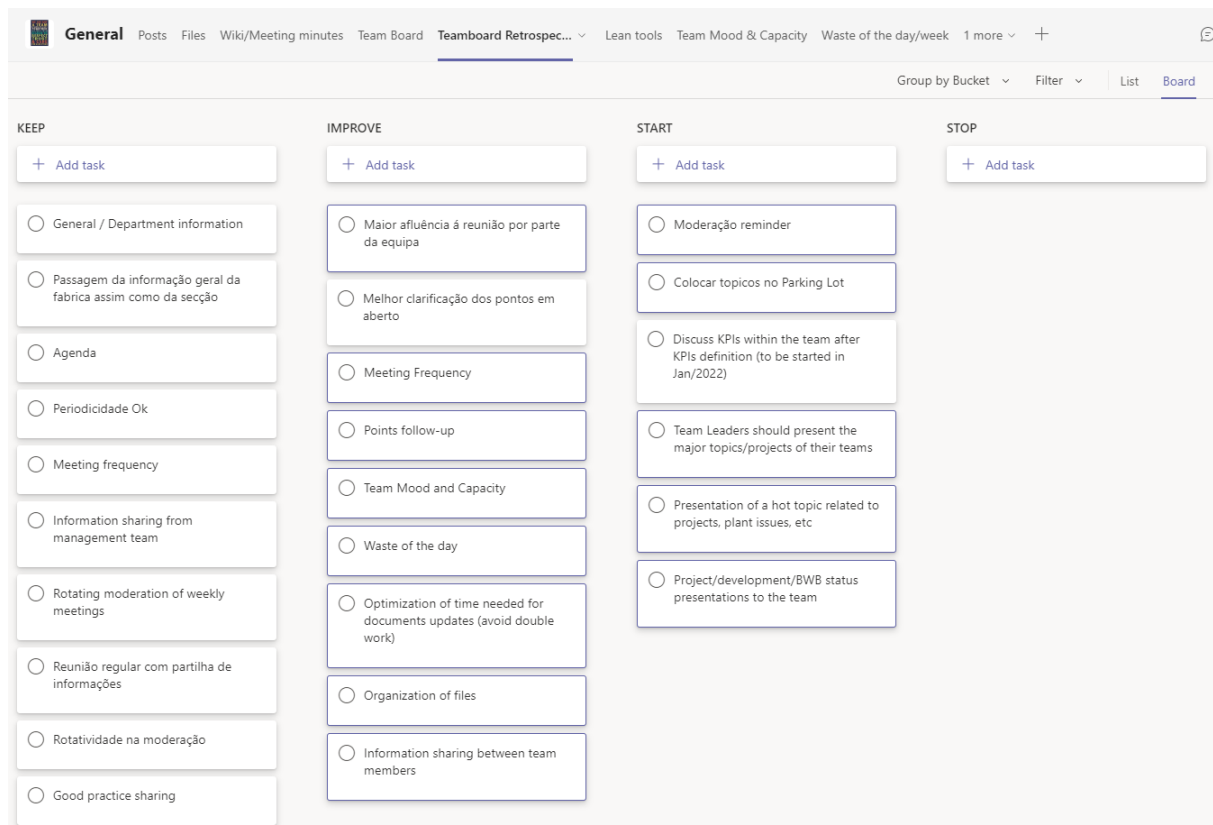 General Posts Files Wiki/Meeting minutes Team Board Teamboard Retrospec... Lean tools Team Mood & Capacity Waste of the day/week 1 more
Group by Bucket Filter List Board
KEEP
+ Add task
General / Department information
Passagem da informação geral da
fabrica assim como da secção
Agenda
Periodicidade Ok
Meeting frequency
Information sharing from
management team
Rotating moderation of weekly
meetings
Reunião regular com partilha de
informações
Rotatividade na moderação
Good practice sharing
IMPROVE
+ Add task
Maior afluência á reunião por parte
da equipa
Melhor clarificação dos pontos em
aberto
Meeting Frequency
Points follow-up
Team Mood and Capacity
Waste of the day
Optimization of time needed for
documents updates (avoid double
work)
Organization of files
Information sharing between team
members
START
+ Add task
Moderação reminder
Colocar topicos no Parking Lot
Discuss KPIs within the team after
KPIs definition (to be started in
Jan/2022)
Team Leaders should present the
major topics/projects of their teams
Presentation of a hot topic related to
projects, plant issues, etc
Project/development/BWB status
presentations to the team
STOP
+ Add task